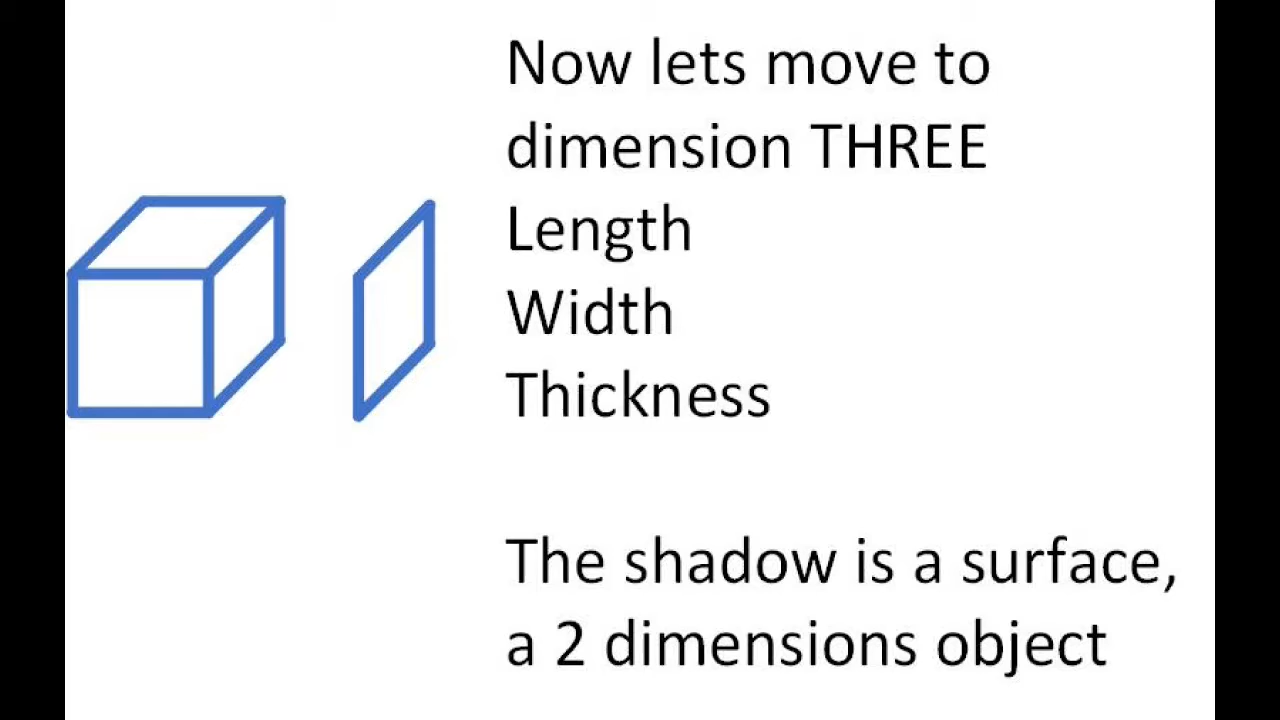 Now lets move to
dimension THREE
Length
Width
Thickness
The shadow is a surface,
a 2 dimensions object